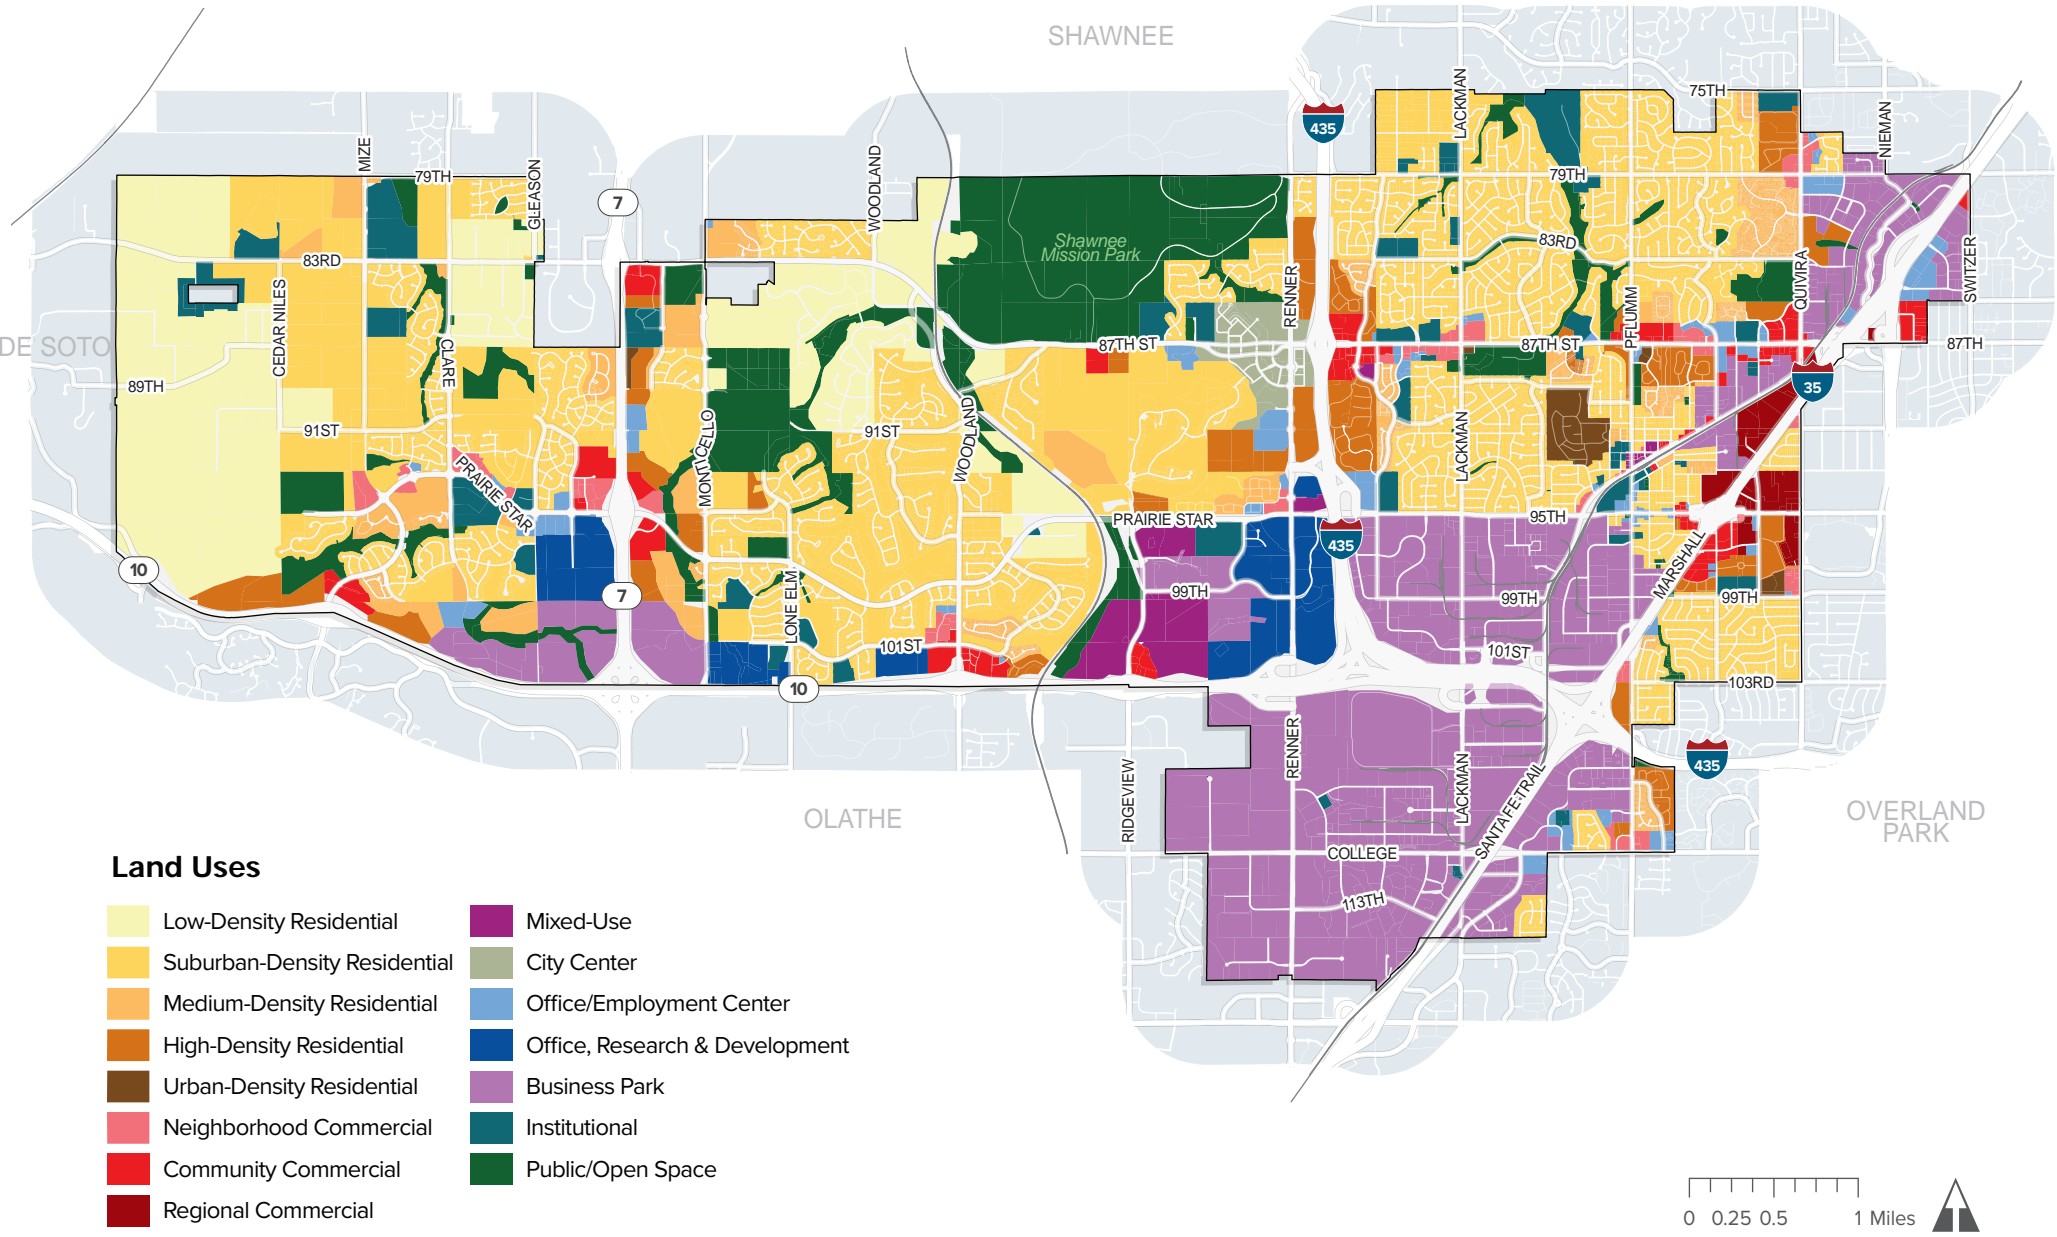 SHAWNEE
75TH
LACKMAN
435
NIEMAN
MIZE
79TH
GLEASON
WOODLAND
79TH
7
Shawnee
Mission Park
83RD
83RD
QUIVIRA
SWITZER
RENNER
PFLUMM
CEDAR NILES
DE SOTO
CLARE
87TH ST
87TH ST
87TH
89TH
35
91ST
MONTICELLO
91ST
WOODLAND
LACKMAN
PRAIRIE STAR
PRAIRIE STAR
95TH
435
10
MARSHALL
7
LONE ELM
99TH
99TH
99TH
101ST
101ST
10
103RD
RENNER
RIDGEVIEW
LACKMAN
SANTA FE TRAIL
435
OLATHE
OVERLAND
PARK
COLLEGE
113TH
Land Uses
Low-Density Residential
Suburban-Density Residential
Medium-Density Residential
High-Density Residential
Urban-Density Residential
Neighborhood Commercial
Community Commercial
Regional Commercial
Mixed-Use
City Center
Office/Employment Center
Office, Research & Development
Business Park
Institutional
Public/Open Space
0 0.25 0.5 1 Miles